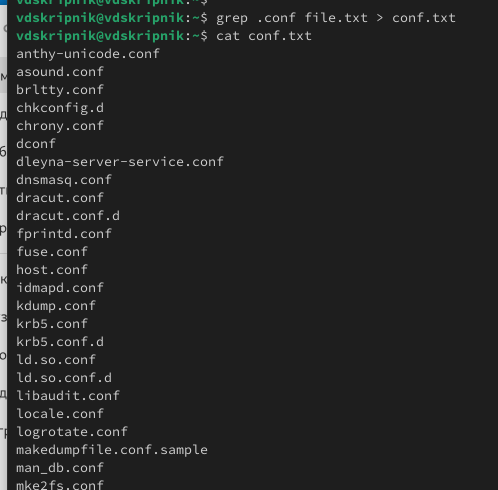 vdskripnik@vdskripnik:~$
vdskripnik@vdskripnik:~$ grep .conf file.txt > conf.txt
vdskripnik@vdskripnik:~$ cat conf.txt
anthy-unicode.conf
asound.conf
brltty.conf
chkconfig.d
chrony.conf
dconf
dleyna-server-service.conf
dnsmasq.conf
dracut.conf
dracut.conf.d
fprintd.conf
fuse.conf
host.conf
idmapd.conf
kdump.conf
krb5.conf
krb5.conf.d
ld.so.conf
ld.so.conf.d
libaudit.conf
locale.conf
logrotate.conf
makedumpfile.conf.sample
man_db.conf
mke2fs.conf